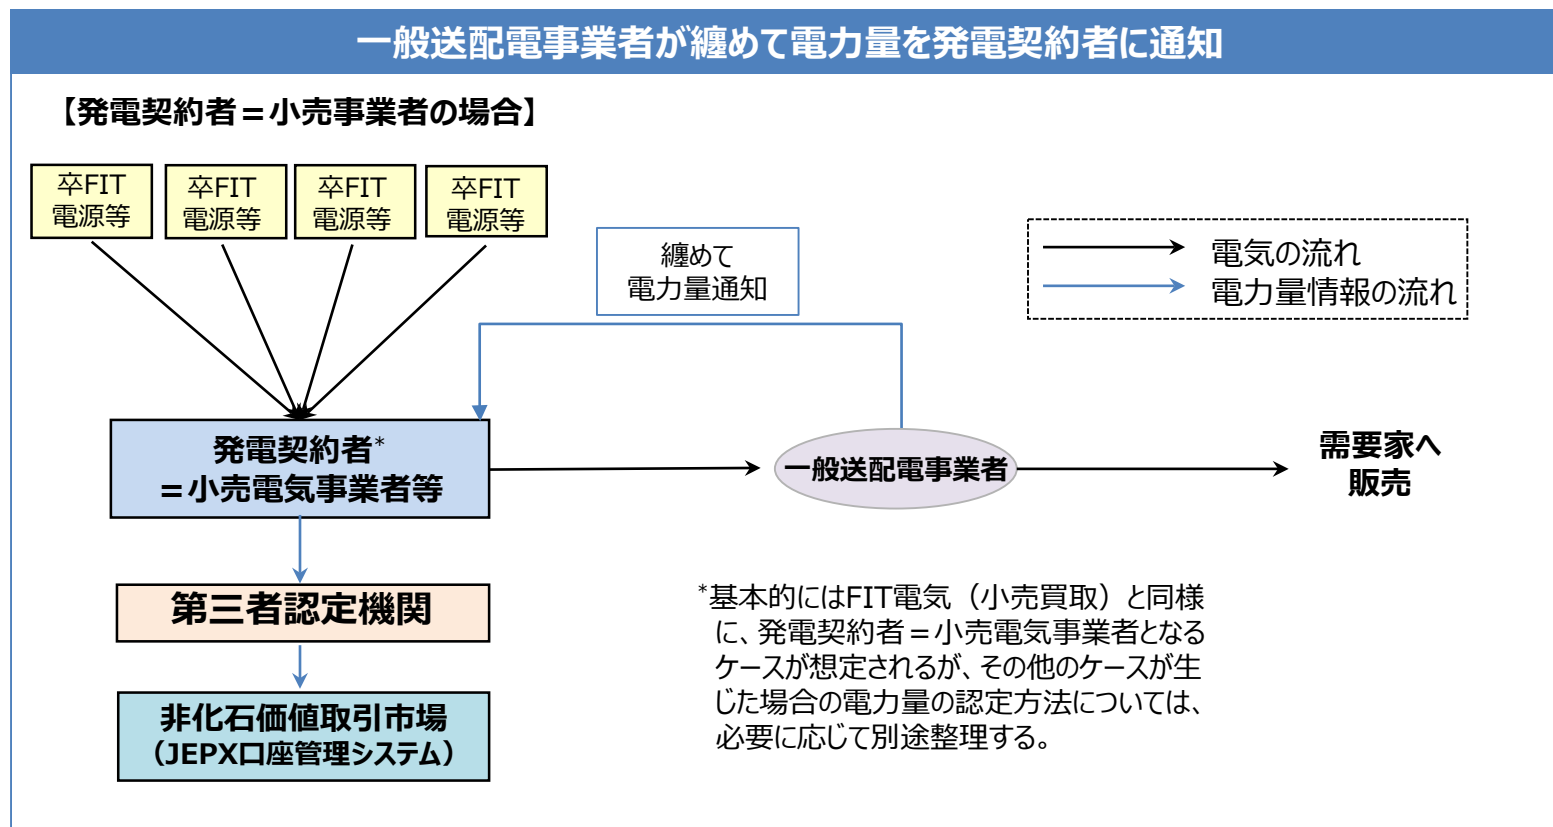 一般送配電事業者が纏めて電力量を発電契約者に通知
【発電契約者＝小売事業者の場合】
卒FIT
電源等
卒FIT
電源等
卒FIT
電源等
卒FIT
電源等
纏めて
電力量通知
電気の流れ
電力量情報の流れ
発電契約者*
＝小売電気事業者等
一般送配電事業者
需要家へ
販売
第三者認定機関
非化石価値取引市場
（JEPX口座管理システム）
*基本的にはFIT電気（小売買取）と同様
に、発電契約者＝小売電気事業者となる
ケースが想定されるが、その他のケースが生
じた場合の電力量の認定方法については、
必要に応じて別途整理する。